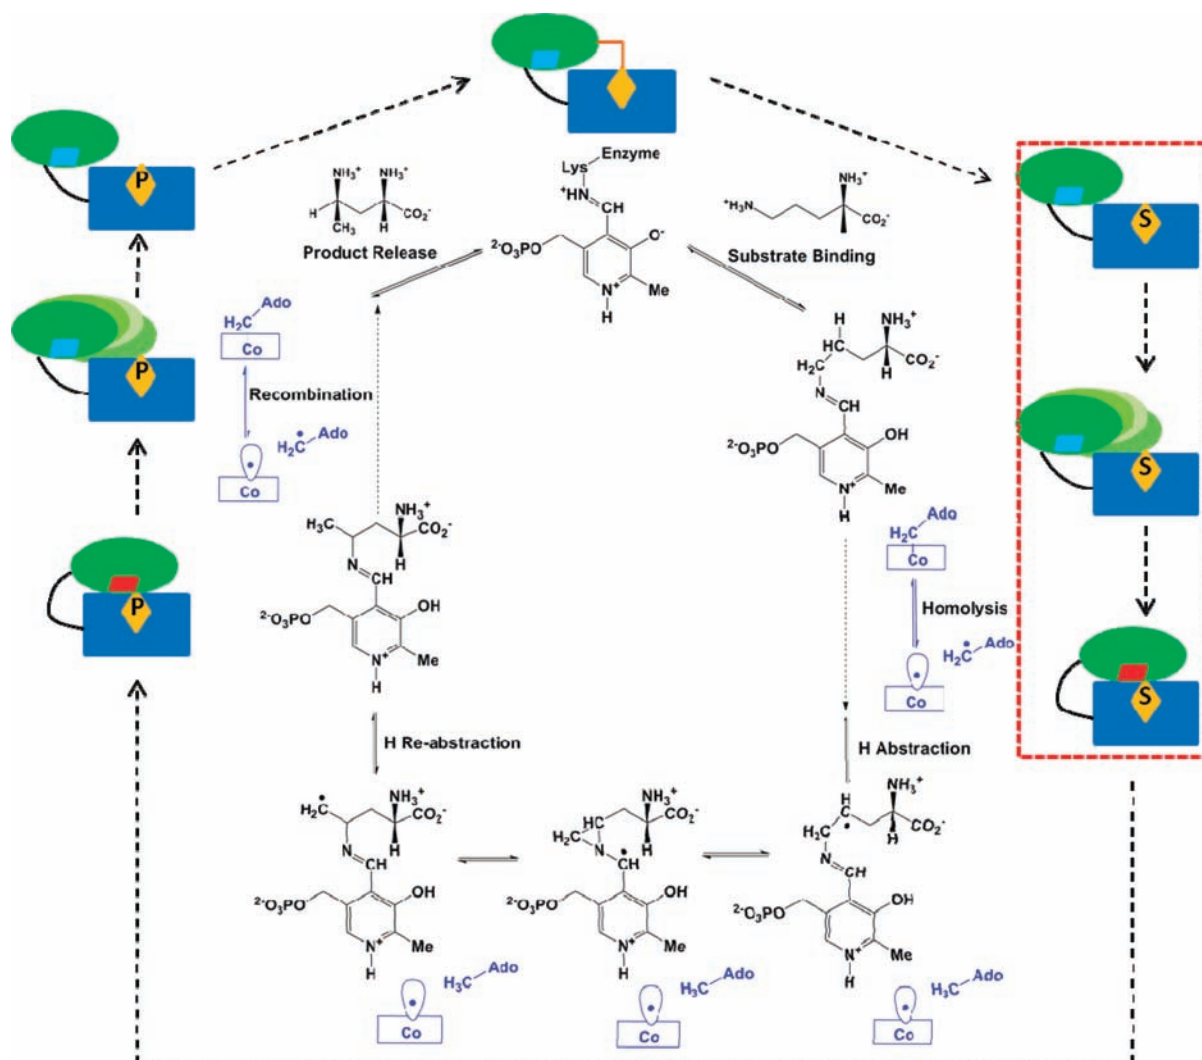 Enzyme
Lys
+HN
CH
2-O3PO
O-
N+
Me
H
NH3+ NH3+
H
CH3 H
CO2-
Product Release
NH3+
+H3N
CO2-
Substrate Binding
P
S
Ado
H2C
Co
Recombination
H2C•
Ado
Co
H NH3+
CH
H2C H CO2-
N
CH
2-O3PO
OH
N+ Me
H
P
S
NH3+
H3C CO2-
H
N
CH
2-O3PO
OH
N+ Me
H
Ado
H2C
Co
Homolysis
H2C•
Ado
Co
P
S
H Re-abstraction
H Abstraction
H2C• NH3+
CO2-
H
N
CH
2-O3PO
OH
N+ Me
H
H3C Ado
Co
NH3+
HC CO2-
H2C H
N
CH
2-O3PO
OH
N+ Me
H
H3C Ado
Co
H NH3+
C
H2C H CO2-
N
CH
2-O3PO
OH
N+ Me
H
H3C Ado
Co